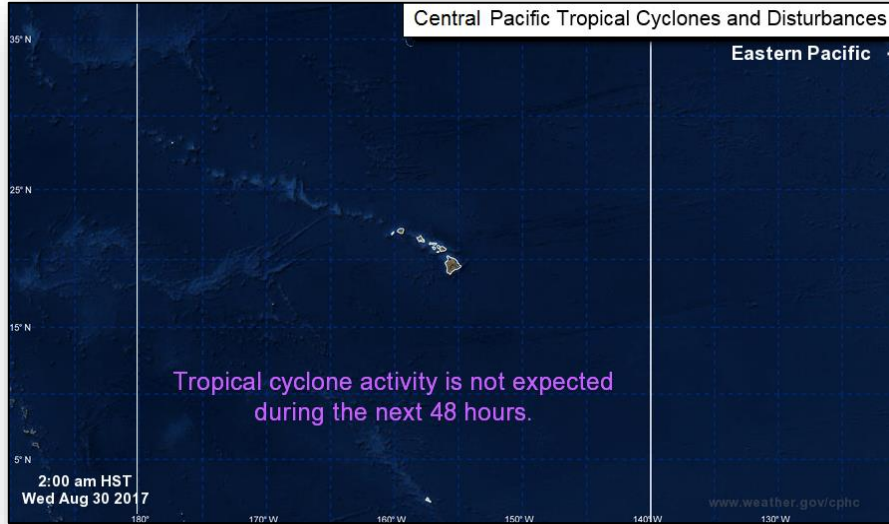 Central Pacific Tropical Cyclones and Disturbances
35° N
Eastern Pacific
25° N
15° N
Tropical cyclone activity is not expected
during the next 48 hours.
5° N
2:00 am HST
Wed Aug 30 2017
www.weather.gov/cphc
180° 170° W 160° W 150° W 140° W 130° W